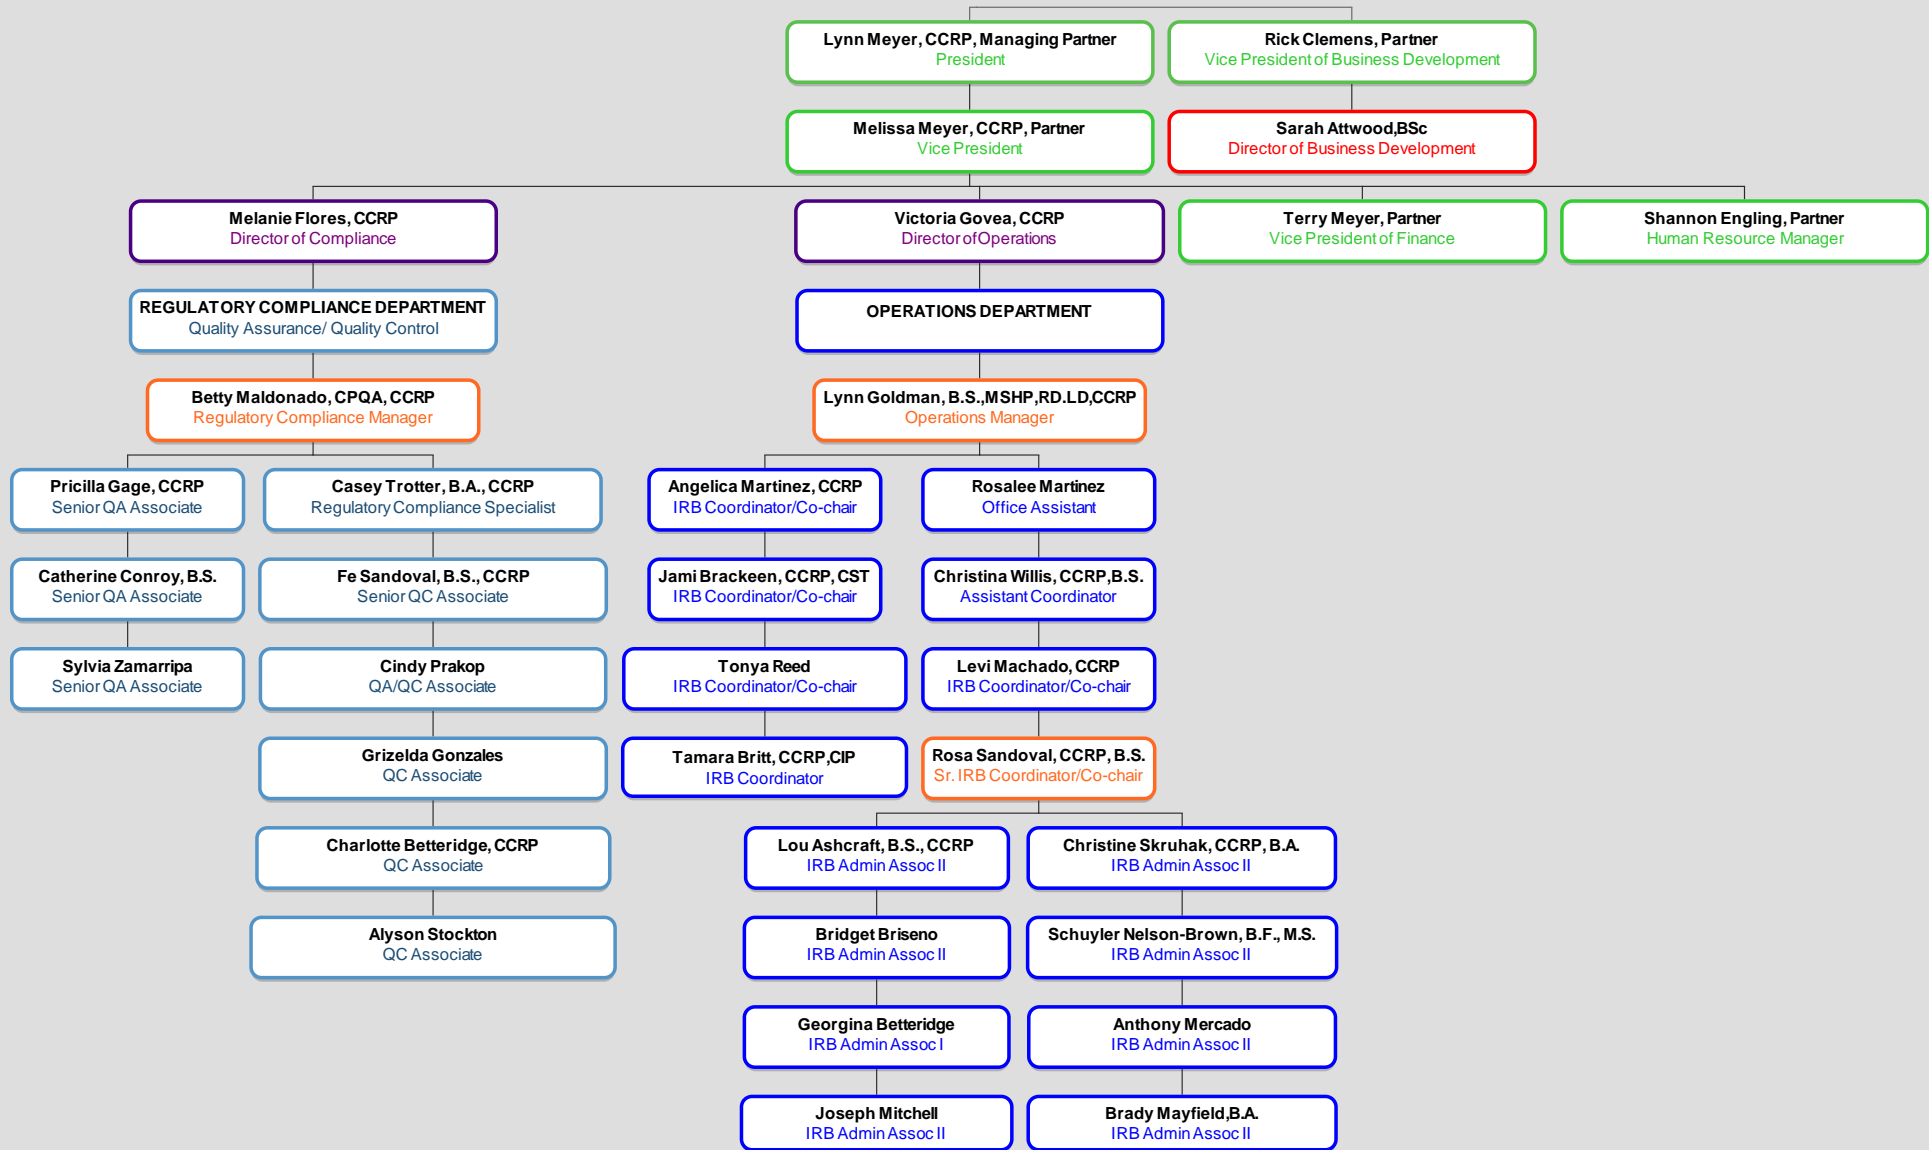 Lynn Meyer, CCRP, Managing Partner
President
Rick Clemens, Partner
Vice President of Business Development
Melissa Meyer, CCRP, Partner
Vice President
Sarah Attwood,BSc
Director of Business Development
Melanie Flores, CCRP
Director of Compliance
Victoria Govea, CCRP
Director of Operations
Terry Meyer, Partner
Vice President of Finance
Shannon Engling, Partner
Human Resource Manager
REGULATORY COMPLIANCE DEPARTMENT
Quality Assurance/ Quality Control
OPERATIONS DEPARTMENT
Betty Maldonado, CPQA, CCRP
Regulatory Compliance Manager
Lynn Goldman, B.S.,MSHP,RD.LD,CCRP
Operations Manager
Pricilla Gage, CCRP
Senior QA Associate
Casey Trotter, B.A., CCRP
Regulatory Compliance Specialist
Angelica Martinez, CCRP
IRB Coordinator/Co-chair
Rosalee Martinez
Office Assistant
Catherine Conroy, B.S.
Senior QA Associate
Fe Sandoval, B.S., CCRP
Senior QC Associate
Jami Brackeen, CCRP, CST
IRB Coordinator/Co-chair
Christina Willis, CCRP,B.S.
Assistant Coordinator
Sylvia Zamarripa
Senior QA Associate
Cindy Prakop
QA/QC Associate
Tonya Reed
IRB Coordinator/Co-chair
Levi Machado, CCRP
IRB Coordinator/Co-chair
Grizelda Gonzales
QC Associate
Tamara Britt, CCRP,CIP
IRB Coordinator
Rosa Sandoval, CCRP, B.S.
Sr. IRB Coordinator/Co-chair
Charlotte Betteridge, CCRP
QC Associate
Lou Ashcraft, B.S., CCRP
IRB Admin Assoc II
Christine Skruhak, CCRP, B.A.
IRB Admin Assoc II
Alyson Stockton
QC Associate
Bridget Briseno
IRB Admin Assoc II
Schuyler Nelson-Brown, B.F., M.S.
IRB Admin Assoc II
Georgina Betteridge
IRB Admin Assoc I
Anthony Mercado
IRB Admin Assoc II
Joseph Mitchell
IRB Admin Assoc II
Brady Mayfield,B.A.
IRB Admin Assoc II